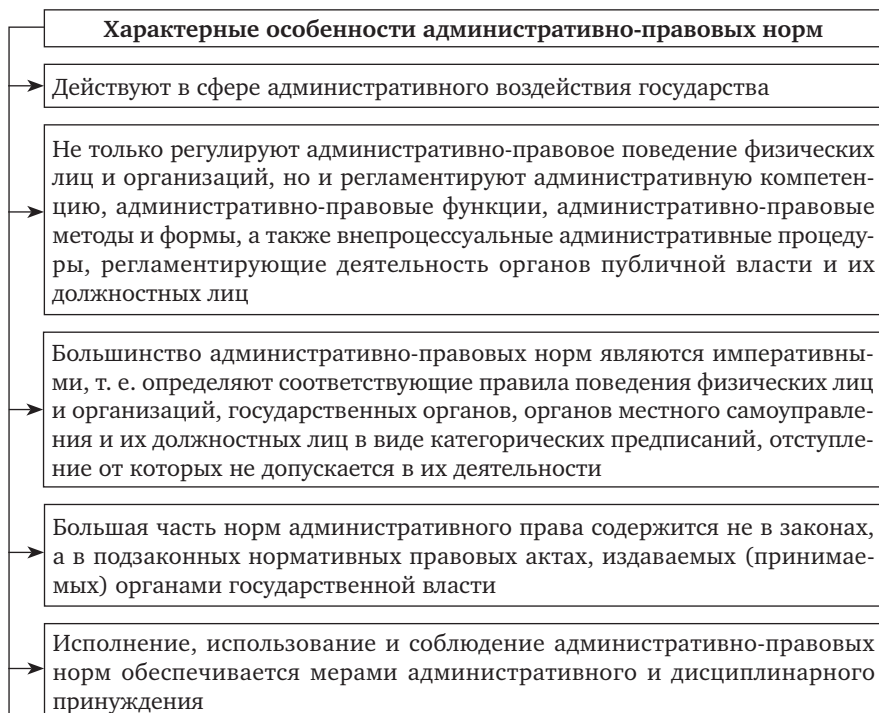 Характерные особенности административно-правовых норм
Действуют в сфере административного воздействия государства
Не только регулируют административно-правовое поведение физических
лиц и организаций, но и регламентируют административную компетен-
цию, административно-правовые функции, административно-правовые
методы и формы, а также внепроцессуальные административные процеду-
ры, регламентирующие деятельность органов публичной власти и их
должностных лиц
Большинство административно-правовых норм являются императивны-
ми, т. е. определяют соответствующие правила поведения физических лиц
и организаций, государственных органов, органов местного самоуправле-
ния и их должностных лиц в виде категорических предписаний, отступле-
ние от которых не допускается в их деятельности
Большая часть норм административного права содержится не в законах,
а в подзаконных нормативных правовых актах, издаваемых (принимае-
мых) органами государственной власти
Исполнение, использование и соблюдение административно-правовых
норм обеспечивается мерами административного и дисциплинарного
принуждения